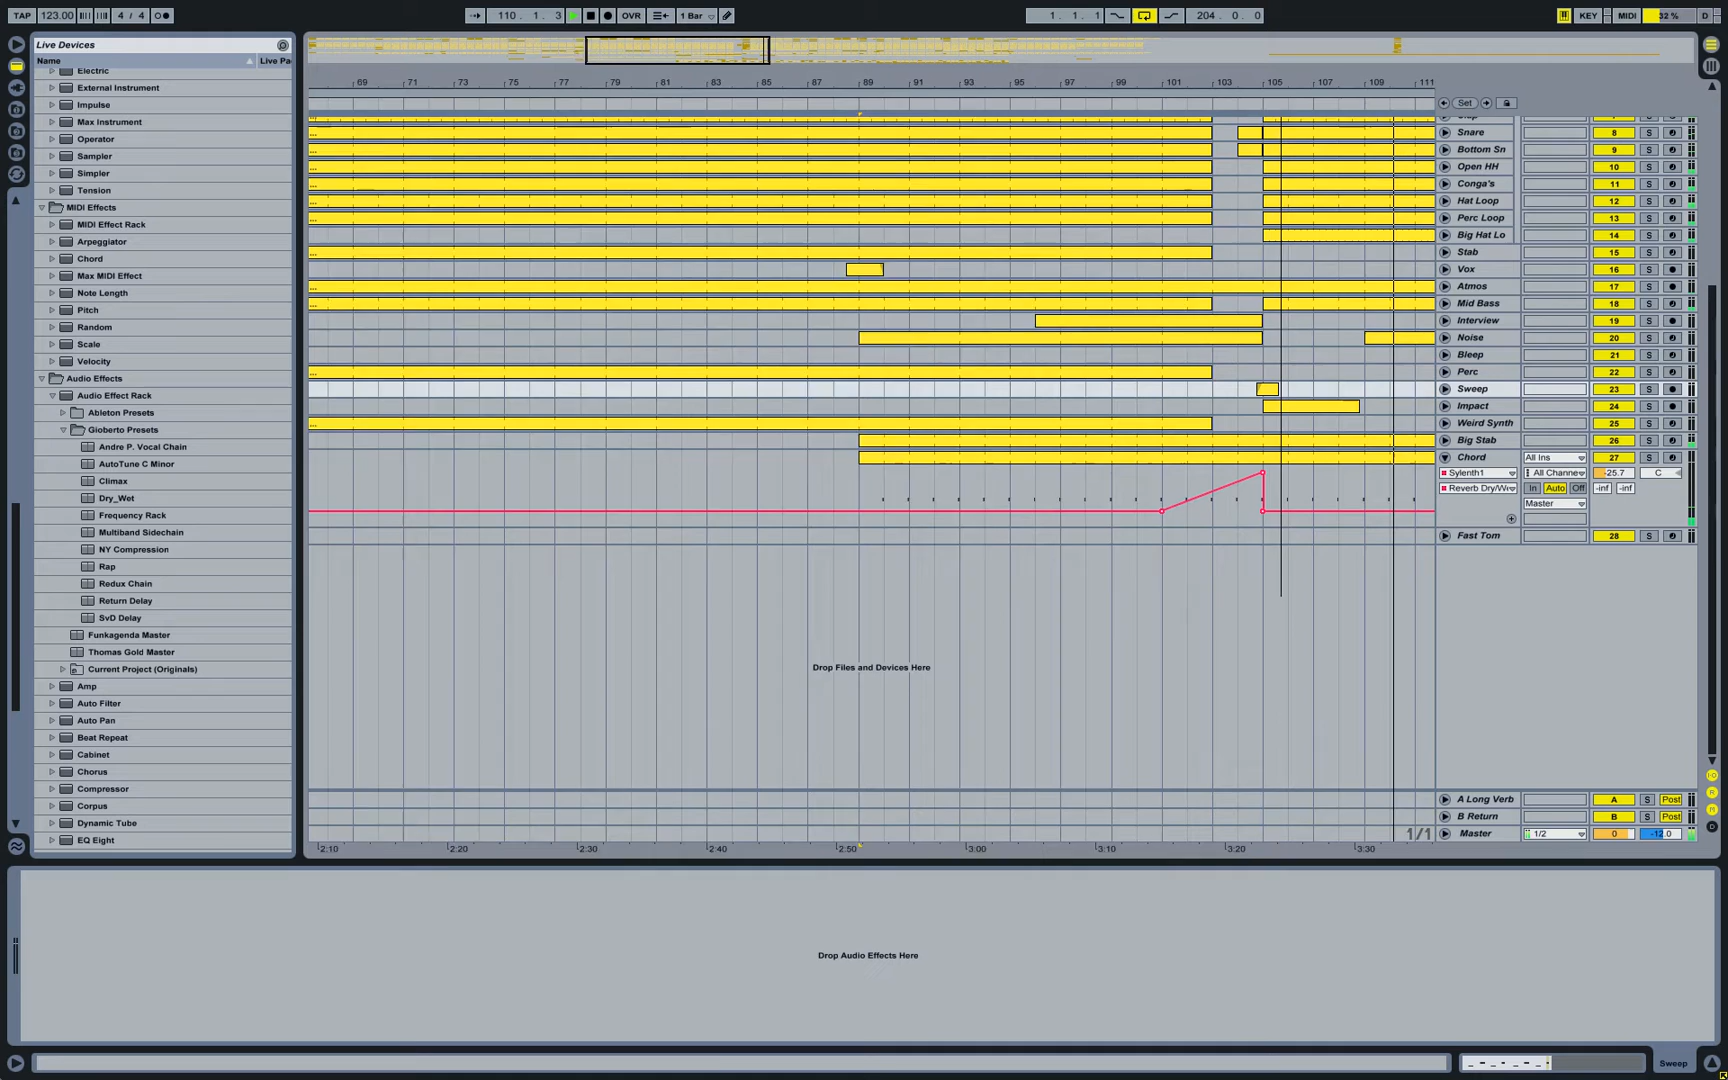 TAP 123.00 4 / 4
110. 1. 3 OVR 1 Bar
1. 1. 1 204. 0. 0
KEY MIDI 32 % D
Live Devices
Name Live Pa
Electric
External Instrument
Impulse
Max Instrument
Operator
Sampler
Simpler
Tension
MIDI Effects
MIDI Effect Rack
Arpeggiator
Chord
Max MIDI Effect
Note Length
Pitch
Random
Scale
Velocity
Audio Effects
Audio Effect Rack
Ableton Presets
Gioberto Presets
Andre P. Vocal Chain
AutoTune C Minor
Climax
Dry_Wet
Frequency Rack
Multiband Sidechain
NY Compression
Rap
Redux Chain
Return Delay
SvD Delay
Funkagenda Master
Thomas Gold Master
Current Project (Originals)
Amp
Auto Filter
Auto Pan
Beat Repeat
Cabinet
Chorus
Compressor
Corpus
Dynamic Tube
EQ Eight
69 71 73 75 77 79 81 83 85 87 89 91 93 95 97 99 101 103 105 107 109 111
Set
Snare 8 S
Bottom Sn 9 S
Open HH 10 S
Conga's 11 S
Hat Loop 12 S
Perc Loop 13 S
Big Hat Lo 14 S
Stab 15 S
Vox 16 S
Atmos 17 S
Mid Bass 18 S
Interview 19 S
Noise 20 S
Bleep 21 S
Perc 22 S
Sweep 23 S
Impact 24 S
Weird Synth 25 S
Big Stab 26 S
Chord All Ins 27 S
Sylenth1 All Channe -25.7 C
Reverb Dry/We In Auto Off -inf -inf
Master
Fast Tom 28 S
Drop Files and Devices Here
A Long Verb A S Post
B Return B S Post
1/1 Master 1/2 0 -12.0
2:10 2:20 2:30 2:40 2:50 3:00 3:10 3:20 3:30
Drop Audio Effects Here
Sweep